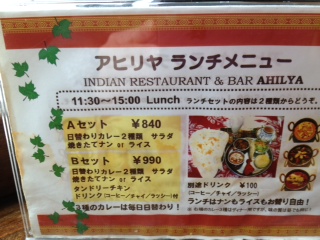 アヒリヤ ランチメニュー
INDIAN RESTAURANT & BAR AHILYA
11:30～15:00 Lunch ランチセットの内容は2種類からどうぞ。
Aセット ￥840
日替わりカレー2種類 サラダ
焼きたてナン or ライス
Bセット ￥990
日替わりカレー2種類 サラダ
焼きたてナン or ライス
タンドリーチキン
ドリンク(コーヒー/チャイ/ラッシー)付
種のカレーは毎日日替わり!
別途ドリンク ￥100
(コーヒー/チャイ/ラッシー)
ランチはナンもライスもお替り自由!